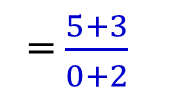 = 5+3
0+2